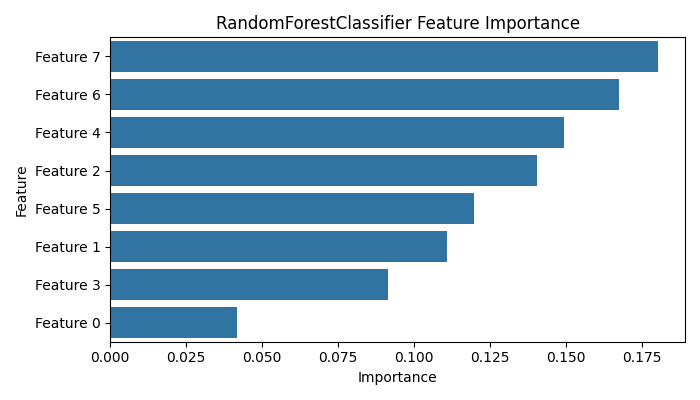 RandomForestClassifier Feature Importance
Feature 7
Feature 6
Feature 4
Feature 2
Feature 5
Feature 1
Feature 3
Feature 0
Feature
0.000 0.025 0.050 0.075 0.100 0.125 0.150 0.175
Importance